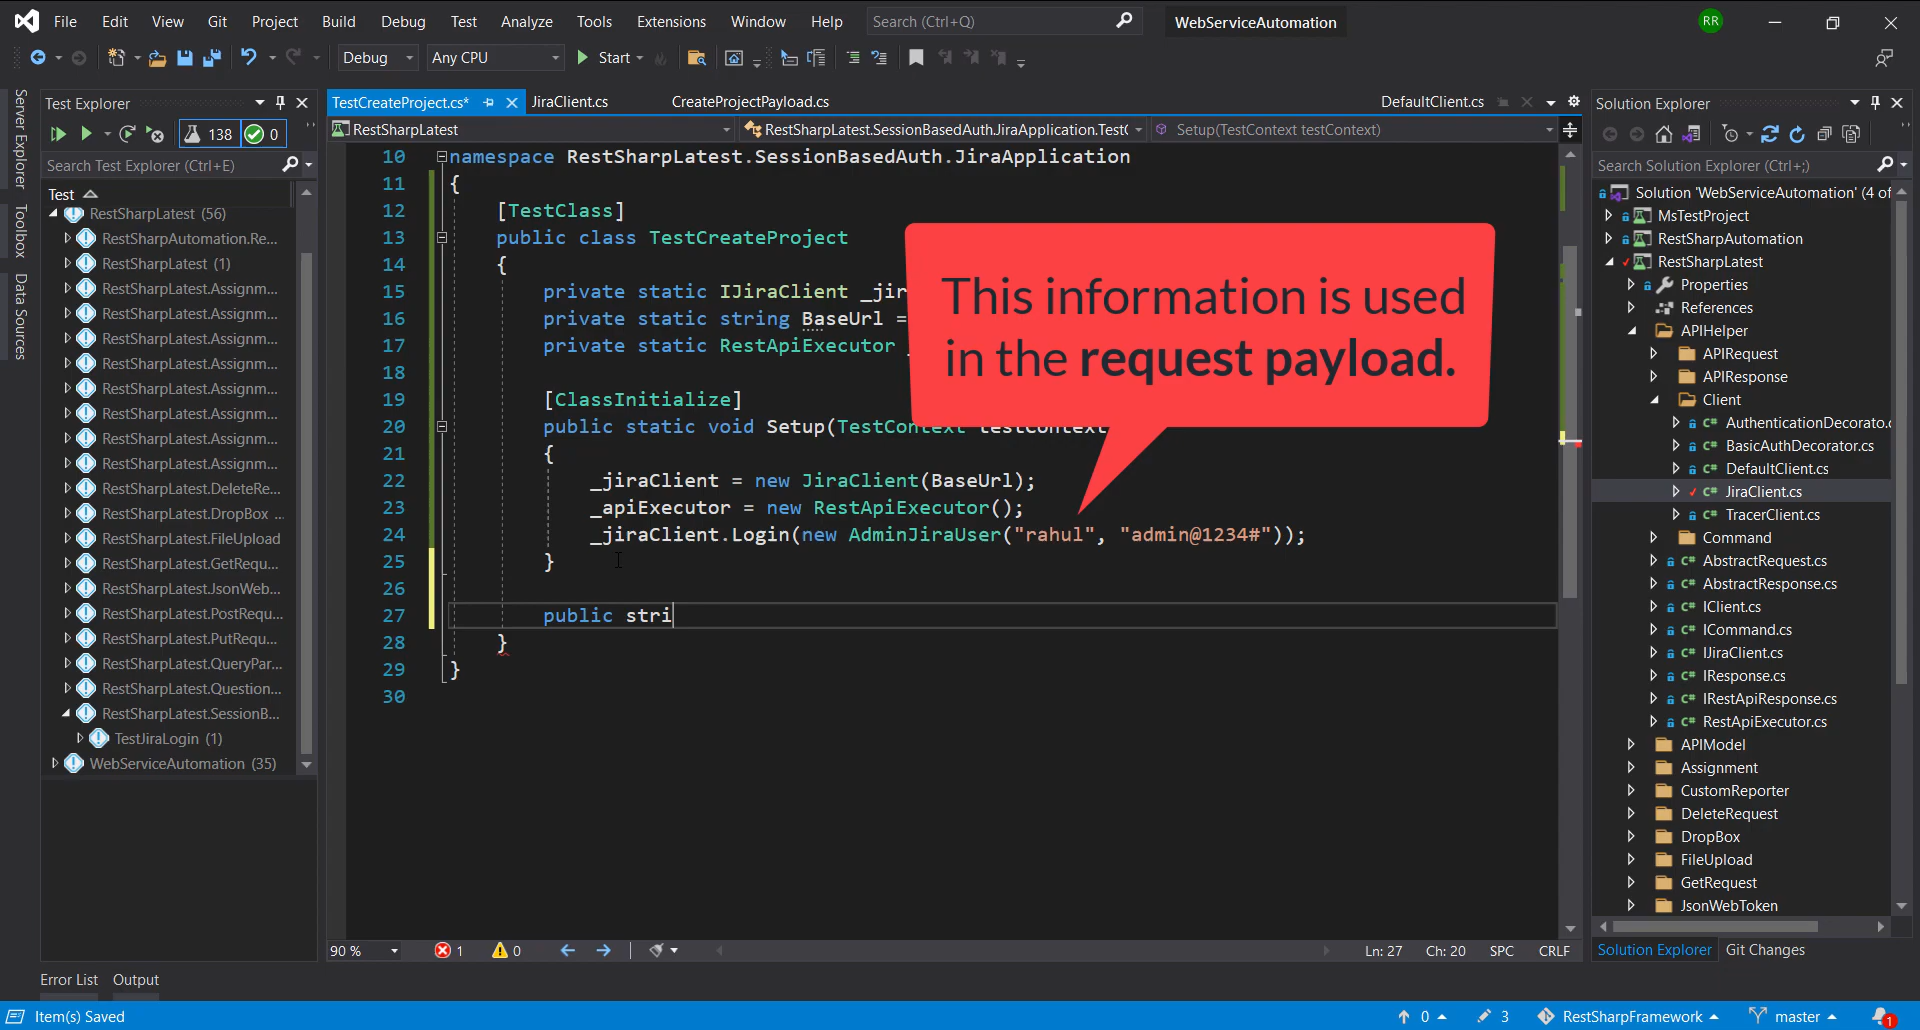 File Edit View Git Project Build Debug Test Analyze Tools Extensions Window Help Search (Ctrl+Q) WebServiceAutomation RR
Debug Any CPU Start
Server Explorer
Toolbox
Data Sources
Test Explorer
138 0
Search Test Explorer (Ctrl+E)
Test
RestSharpLatest (56)
RestSharpAutomation.Re...
RestSharpLatest (1)
RestSharpLatest.Assignm...
RestSharpLatest.Assignm...
RestSharpLatest.Assignm...
RestSharpLatest.Assignm...
RestSharpLatest.Assignm...
RestSharpLatest.Assignm...
RestSharpLatest.Assignm...
RestSharpLatest.Assignm...
RestSharpLatest.DeleteRe...
RestSharpLatest.DropBox ...
RestSharpLatest.FileUpload
RestSharpLatest.GetRequ...
RestSharpLatest.JsonWeb...
RestSharpLatest.PostRequ...
RestSharpLatest.PutRequ...
RestSharpLatest.QueryPar...
RestSharpLatest.Question...
RestSharpLatest.SessionB...
TestJiraLogin (1)
WebServiceAutomation (35)
TestCreateProject.cs* JiraClient.cs CreateProjectPayload.cs DefaultClient.cs
RestSharpLatest RestSharpLatest.SessionBasedAuth.JiraApplication.TestC Setup(TestContext testContext)
10 namespace RestSharpLatest.SessionBasedAuth.JiraApplication
11 {
12 [TestClass]
13 public class TestCreateProject
14 {
15 private static IJiraClient _jir
16 private static string BaseUrl =
17 private static RestApiExecutor
18
19 [ClassInitialize]
20 public static void Setup(TestContext testContext
21 {
22 _jiraClient = new JiraClient(BaseUrl);
23 _apiExecutor = new RestApiExecutor();
24 _jiraClient.Login(new AdminJiraUser("rahul", "admin@1234#"));
25 }
26
27 public stri
28 }
29 }
30
This information is used
in the request payload.
90 % 1 0 Ln: 27 Ch: 20 SPC CRLF
Solution Explorer
Search Solution Explorer (Ctrl+;)
Solution 'WebServiceAutomation' (4 of
MsTestProject
RestSharpAutomation
RestSharpLatest
Properties
References
APIHelper
APIRequest
APIResponse
Client
AuthenticationDecorato.c
BasicAuthDecorator.cs
DefaultClient.cs
JiraClient.cs
TracerClient.cs
Command
AbstractRequest.cs
AbstractResponse.cs
IClient.cs
ICommand.cs
IJiraClient.cs
IResponse.cs
IRestApiResponse.cs
RestApiExecutor.cs
APIModel
Assignment
CustomReporter
DeleteRequest
DropBox
FileUpload
GetRequest
JsonWebToken
Solution Explorer Git Changes
Error List Output
Item(s) Saved 0 3 RestSharpFramework master 1